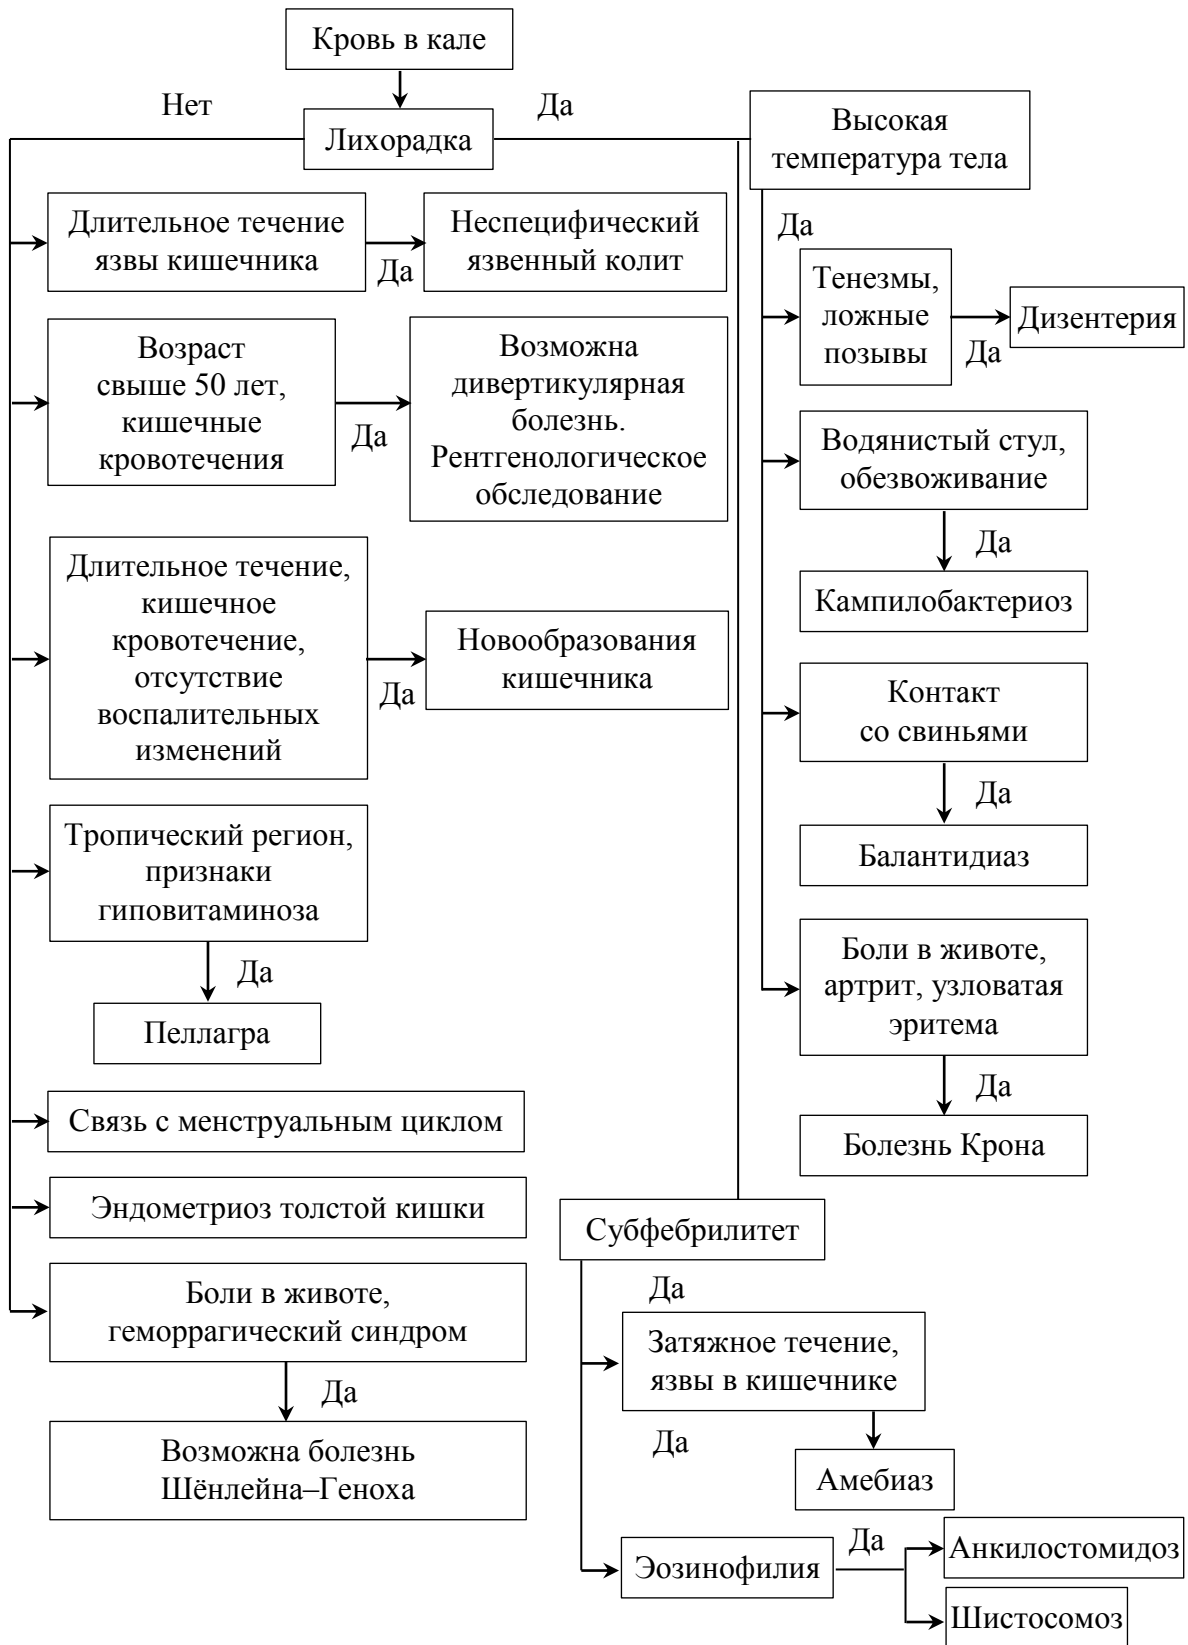 Кровь в кале
Нет
Да
Лихорадка
Высокая
температура тела
Длительное течение
язвы кишечника
Да
Неспецифический
язвенный колит
Возраст
свыше 50 лет,
кишечные
кровотечения
Да
Возможна
дивертикулярная
болезнь.
Рентгенологическое
обследование
Длительное течение,
кишечное
кровотечение,
отсутствие
воспалительных
изменений
Да
Новообразования
кишечника
Тропический регион,
признаки
гиповитаминоза
Да
Пеллагра
Связь с менструальным циклом
Эндометриоз толстой кишки
Боли в животе,
геморрагический синдром
Да
Возможна болезнь
Шёнлейна–Геноха
Да
Тенезмы,
ложные
позывы
Да
Дизентерия
Водянистый стул,
обезвоживание
Да
Кампилобактериоз
Контакт
со свиньями
Да
Балантидиаз
Боли в животе,
артрит, узловатая
эритема
Да
Болезнь Крона
Субфебрилитет
Да
Затяжное течение,
язвы в кишечнике
Да
Амебиаз
Эозинофилия
Да
Анкилостомидоз
Шистосомоз